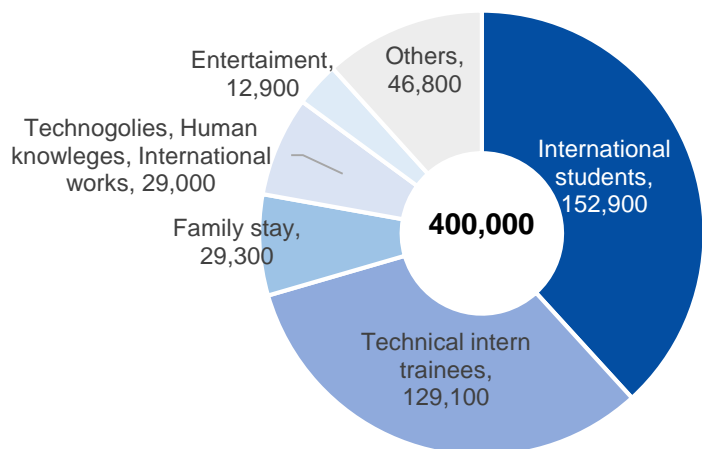 Entertaiment,
12,900
Others,
46,800
Technogolies, Human
knowleges, International
works, 29,000
International
students,
152,900
Family stay,
29,300
400,000
Technical intern
trainees,
129,100